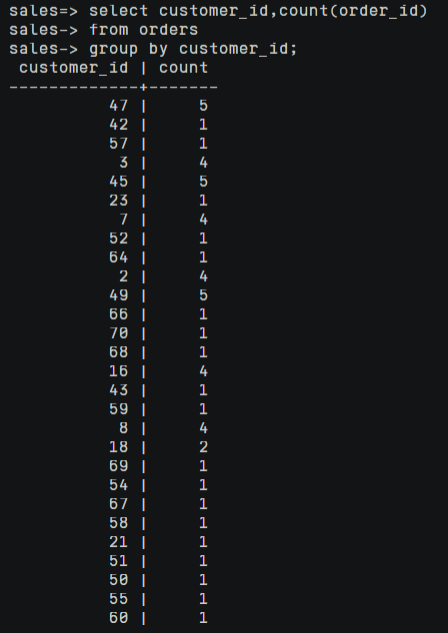 sales=> select customer_id,count(order_id)
sales-> from orders
sales-> group by customer_id;
 customer_id | count
-------------+-------
          47 |     5
          42 |     1
          57 |     1
           3 |     4
          45 |     5
          23 |     1
           7 |     4
          52 |     1
          64 |     1
           2 |     4
          49 |     5
          66 |     1
          70 |     1
          68 |     1
          16 |     4
          43 |     1
          59 |     1
           8 |     4
          18 |     2
          69 |     1
          54 |     1
          67 |     1
          58 |     1
          21 |     1
          51 |     1
          50 |     1
          55 |     1
          60 |     1